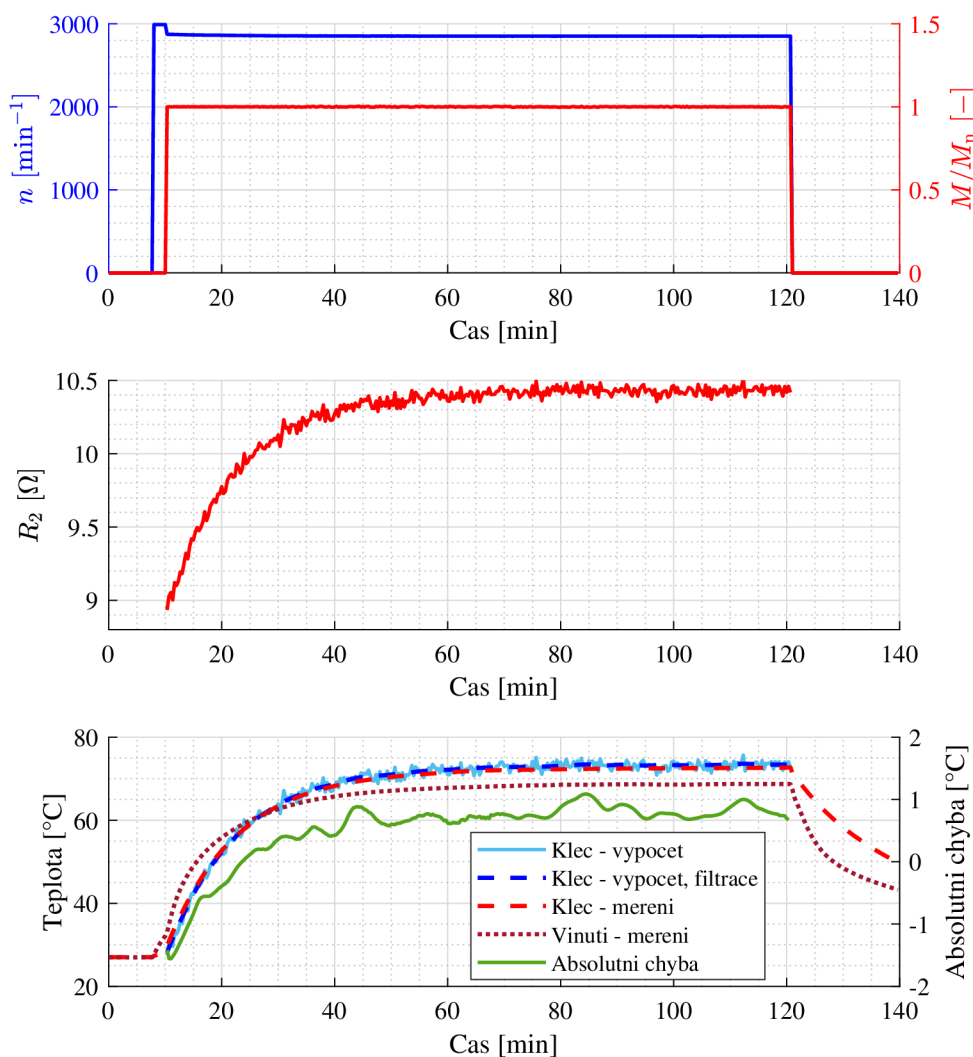 3000
2000
1000
0
n [min⁻¹]
1.5
1
0.5
0
M/Mₙ [−]
0 20 40 60 80 100 120 140
Cas [min]
10.5
10
9.5
9
R₂ [Ω]
0 20 40 60 80 100 120 140
Cas [min]
80
60
40
20
Teplota [°C]
2
1
0
-1
-2
Absolutni chyba [°C]
Klec - vypocet
Klec - vypocet, filtrace
Klec - mereni
Vinuti - mereni
Absolutni chyba
0 20 40 60 80 100 120 140
Cas [min]